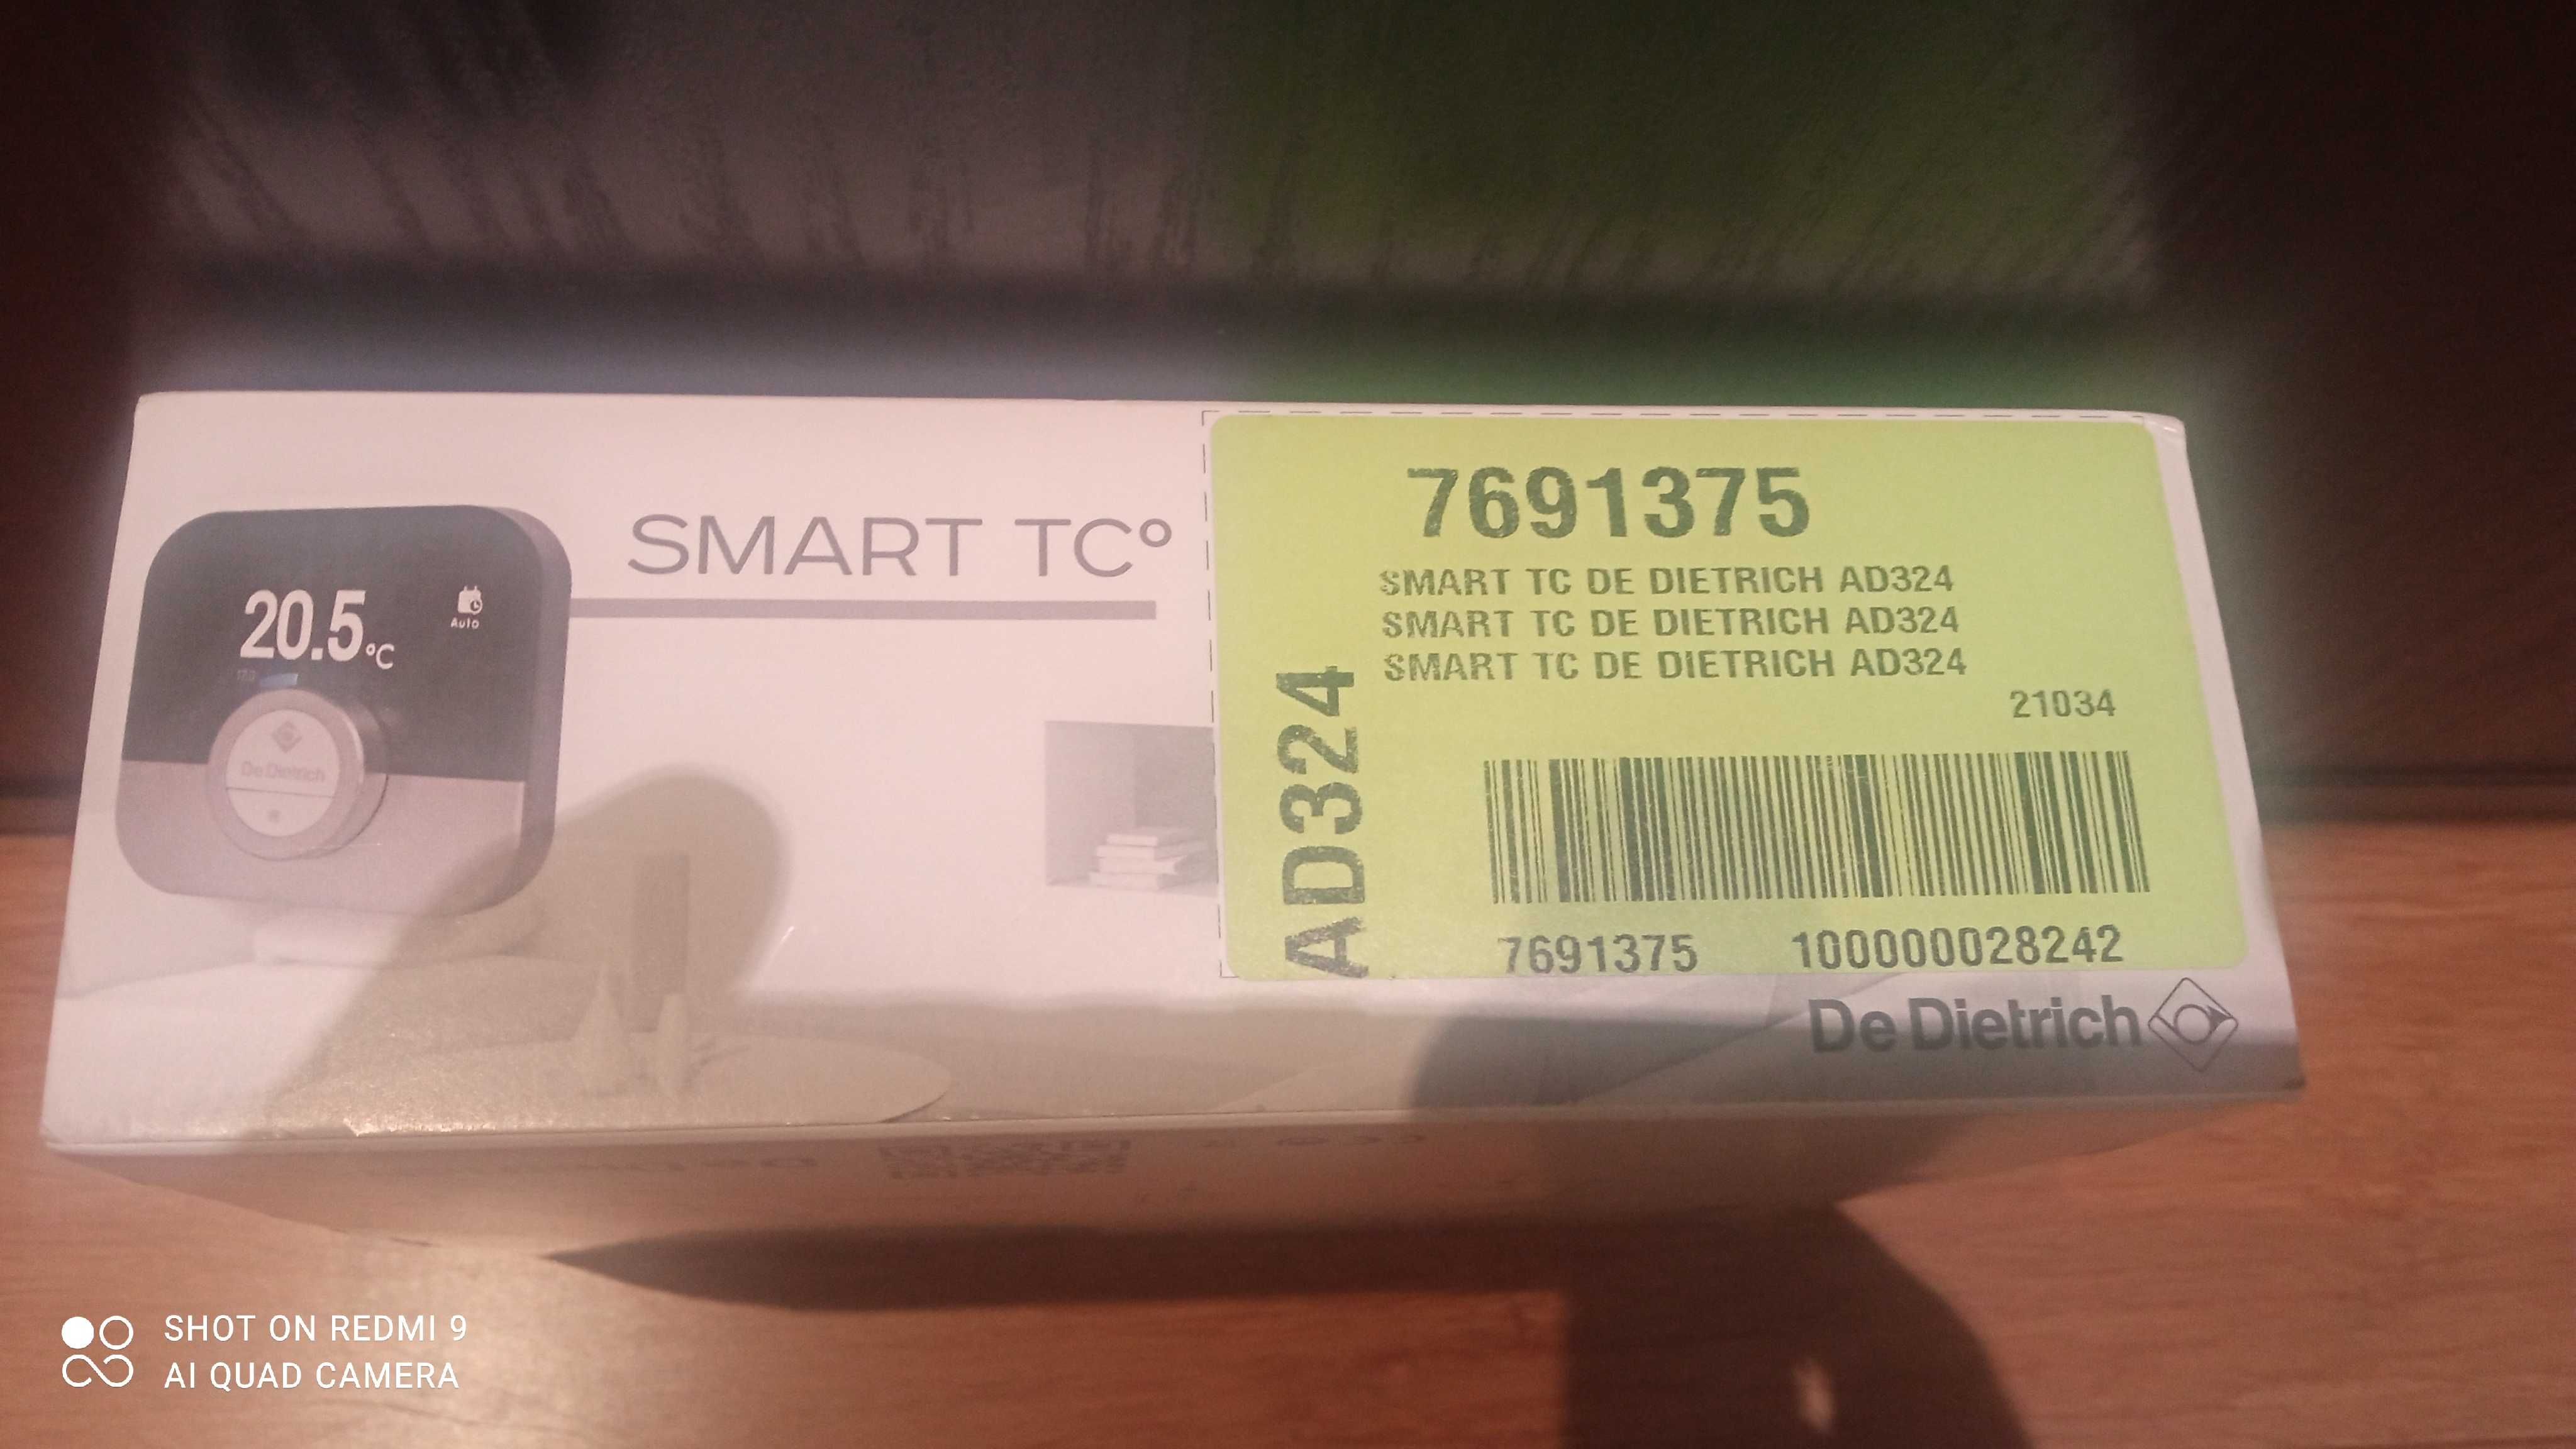 SMART TC°
20.5°C
Auto
De Dietrich
7691375
SMART TC DE DIETRICH AD324
SMART TC DE DIETRICH AD324
SMART TC DE DIETRICH AD324
21034
AD324
7691375 100000028242
De Dietrich
SHOT ON REDMI 9
AI QUAD CAMERA